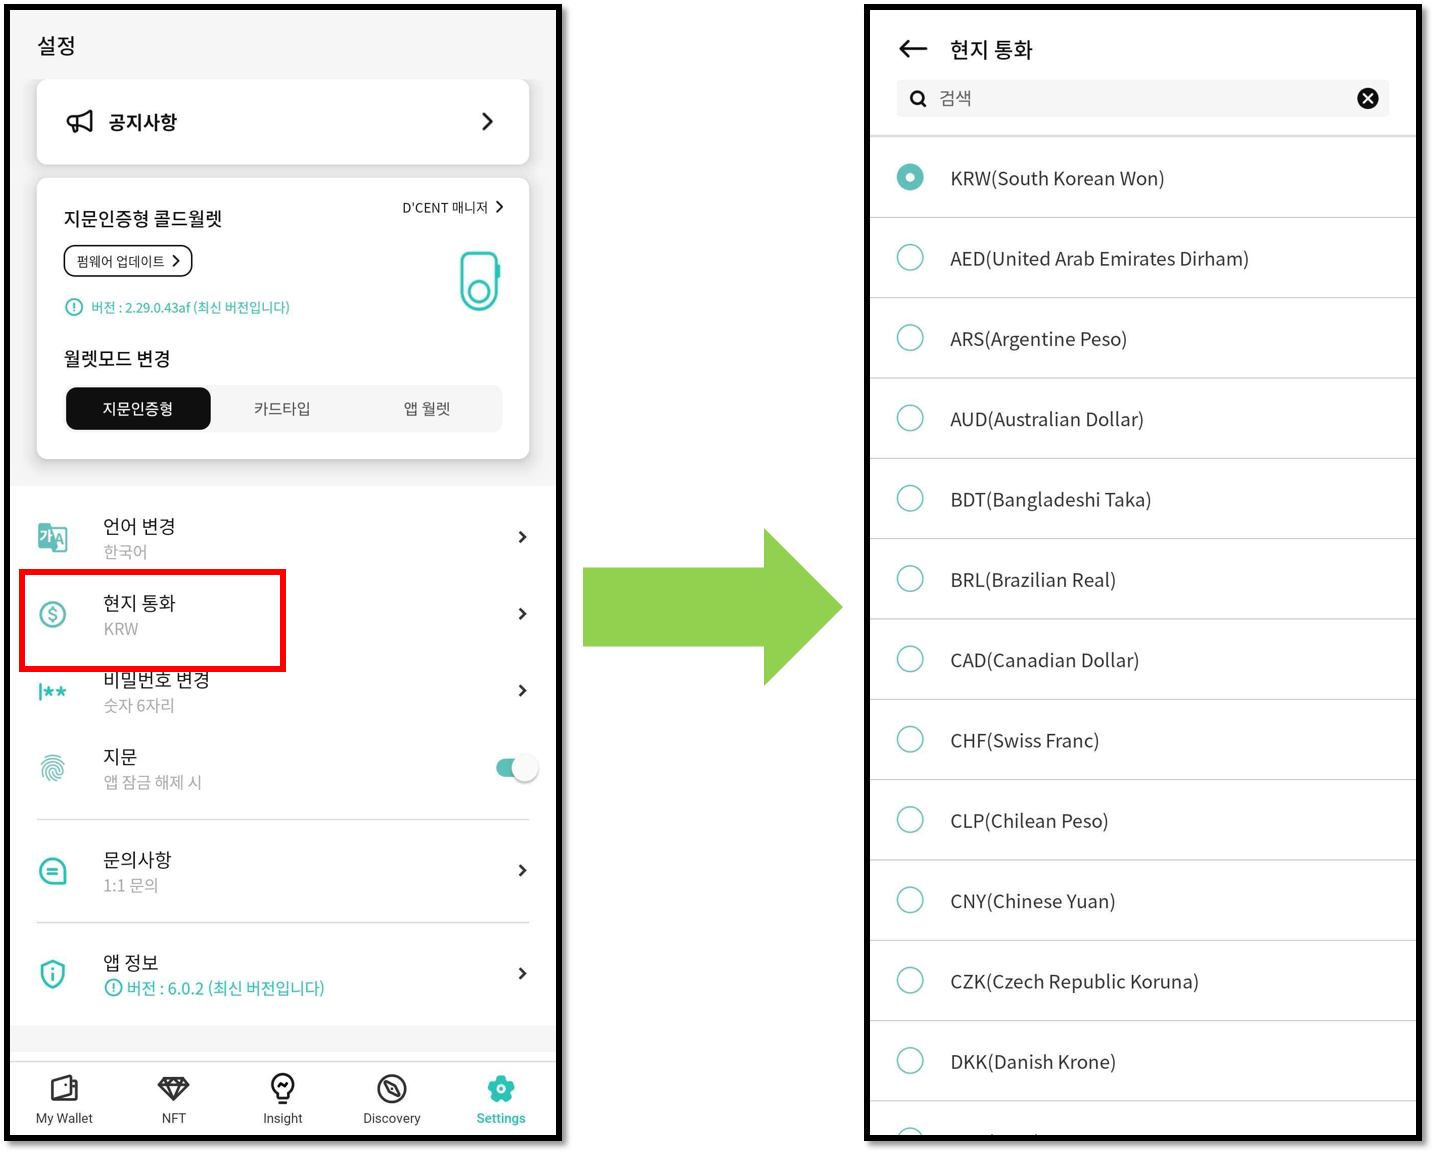 설정
공지사항
D'CENT 매니저
지문인증형 콜드월렛
펌웨어 업데이트
버전 : 2.29.0.43af (최신 버전입니다)
월렛모드 변경
지문인증형 카드타입 앱 월렛
언어 변경
한국어
현지 통화
KRW
비밀번호 변경
숫자 6자리
지문
앱 잠금 해제 시
문의사항
1:1 문의
앱 정보
버전 : 6.0.2 (최신 버전입니다)
My Wallet NFT Insight Discovery Settings
현지 통화
검색
KRW(South Korean Won)
AED(United Arab Emirates Dirham)
ARS(Argentine Peso)
AUD(Australian Dollar)
BDT(Bangladeshi Taka)
BRL(Brazilian Real)
CAD(Canadian Dollar)
CHF(Swiss Franc)
CLP(Chilean Peso)
CNY(Chinese Yuan)
CZK(Czech Republic Koruna)
DKK(Danish Krone)